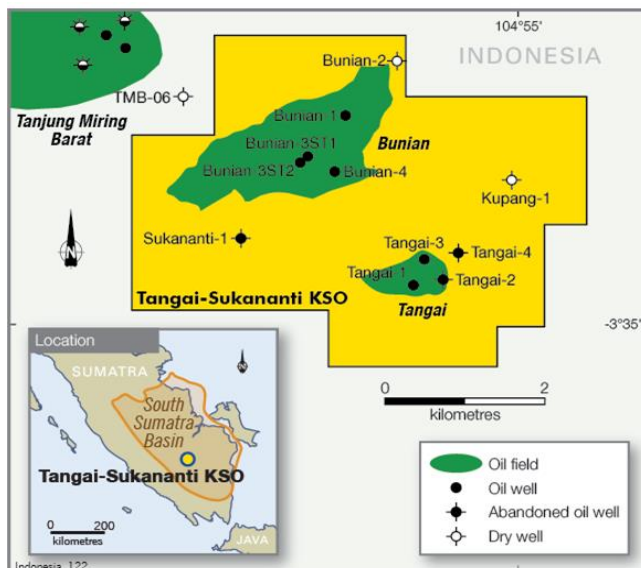 104°55'
INDONESIA
Bunian-2
TMB-06
Tanjung Miring
Barat
Bunian-1
Bunian
Bunian-3ST1
Bunian-3ST2
Bunian-4
Kupang-1
Sukananti-1
Tangai-3
Tangai-4
Tangai-1
Tangai-2
Tangai-Sukananti KSO
Tangai
-3°35'
N
0 2
kilometres
Location
SUMATRA
South
Sumatra
Basin
Tangai-Sukananti KSO
0 200
kilometres
JAVA
Oil field
Oil well
Abandoned oil well
Dry well
Indonesia_122